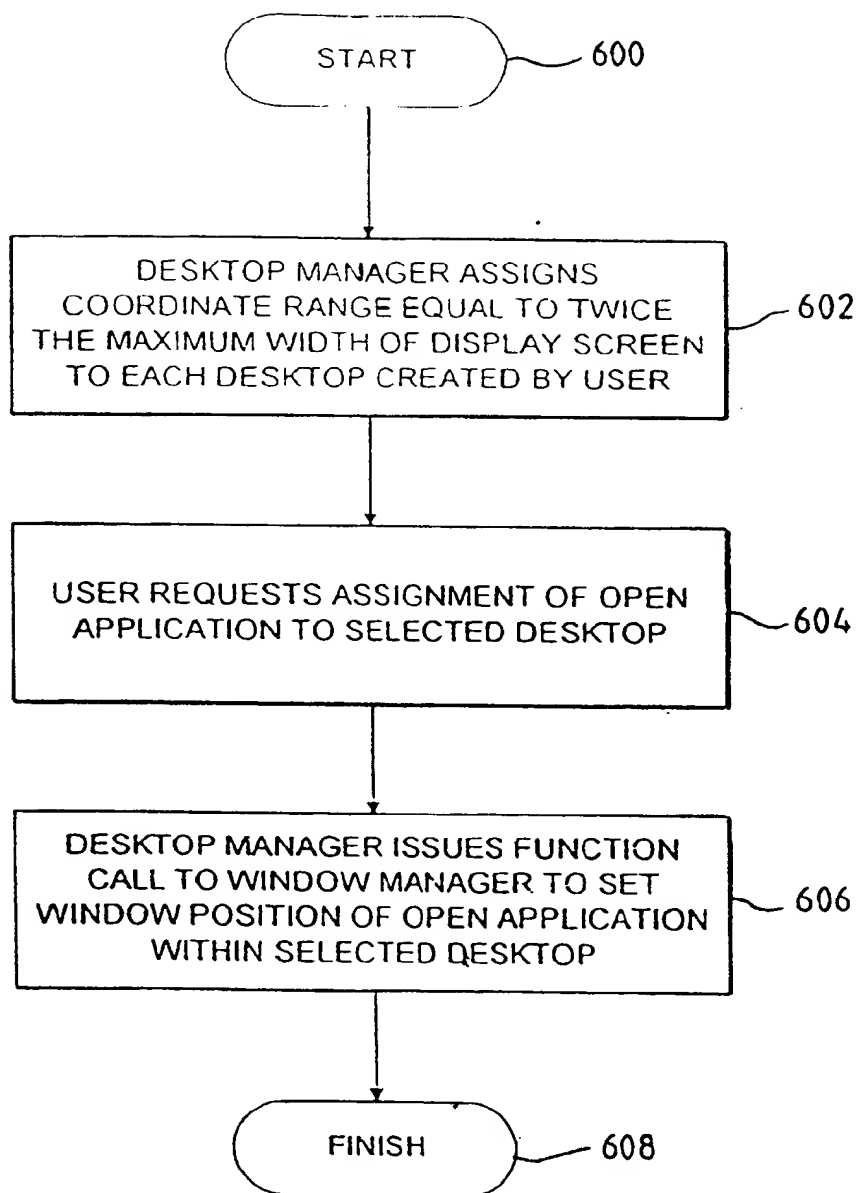 START
600
DESKTOP MANAGER ASSIGNS
COORDINATE RANGE EQUAL TO TWICE
THE MAXIMUM WIDTH OF DISPLAY SCREEN
TO EACH DESKTOP CREATED BY USER
602
USER REQUESTS ASSIGNMENT OF OPEN
APPLICATION TO SELECTED DESKTOP
604
DESKTOP MANAGER ISSUES FUNCTION
CALL TO WINDOW MANAGER TO SET
WINDOW POSITION OF OPEN APPLICATION
WITHIN SELECTED DESKTOP
606
FINISH
608